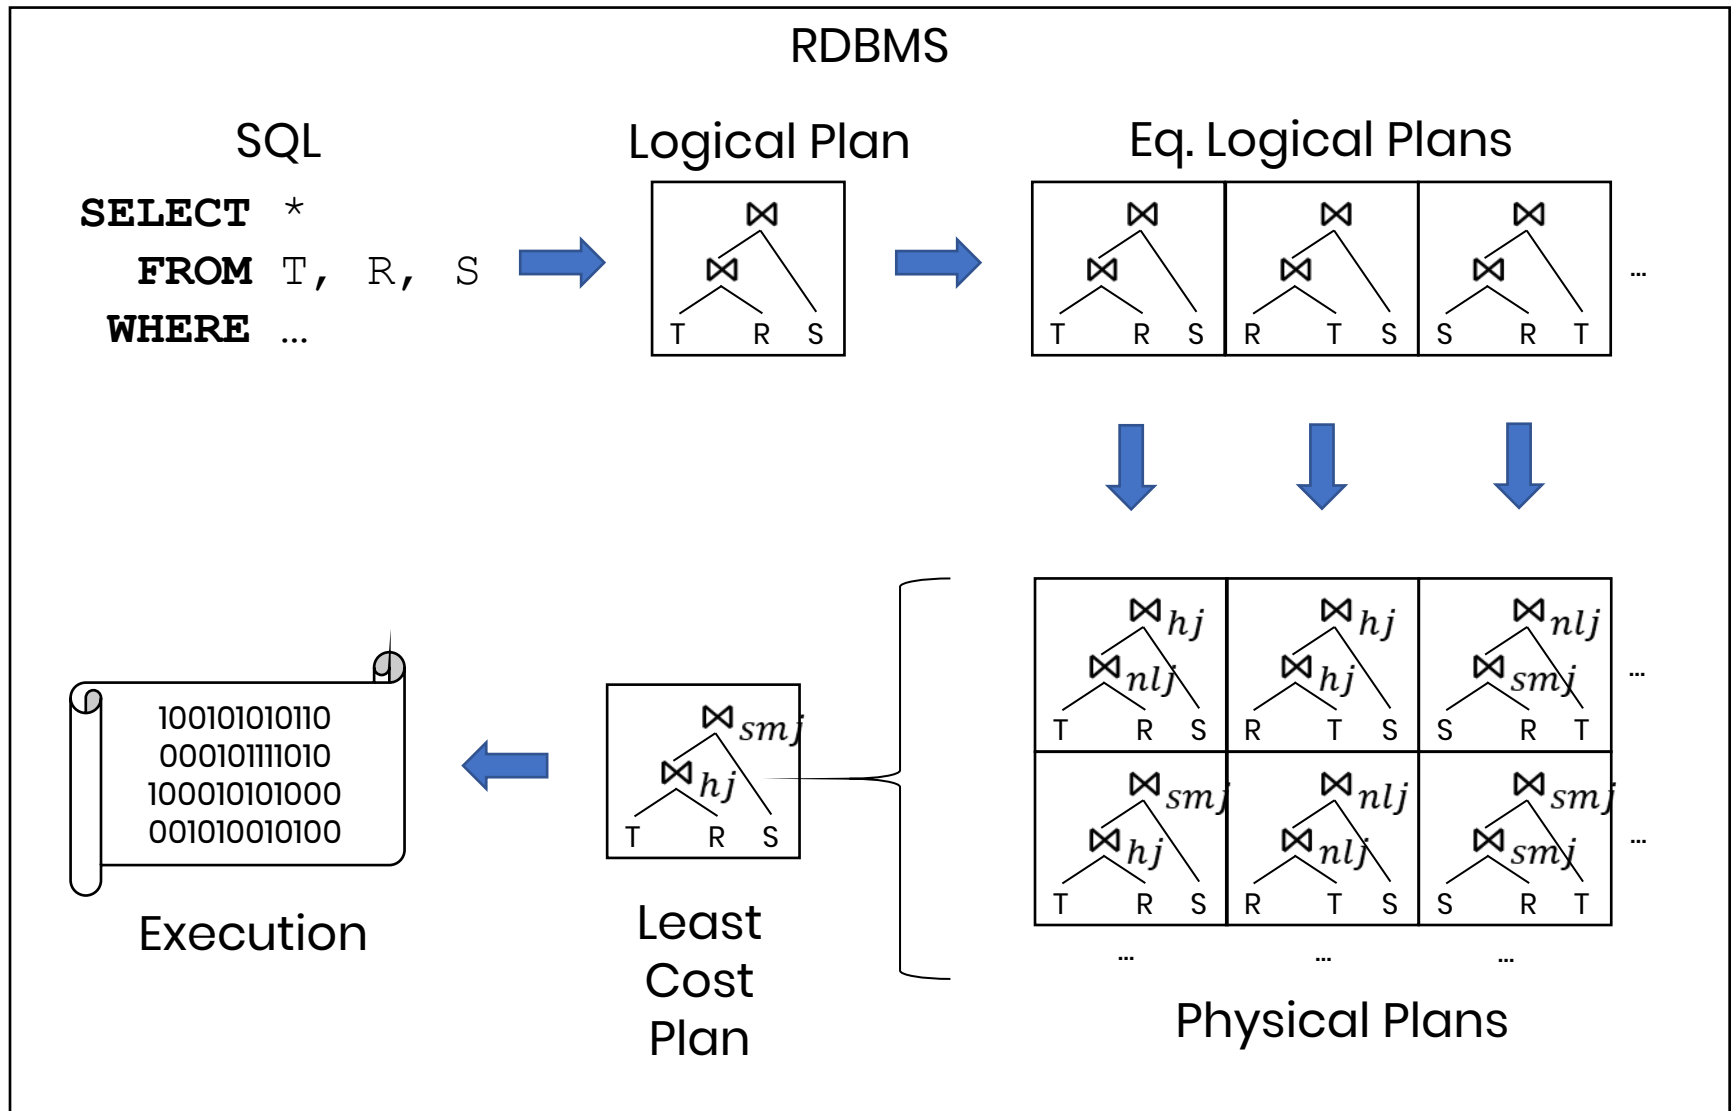 RDBMS
SQL
SELECT *
FROM T, R, S
WHERE …
Logical Plan
⋈
⋈
T R S
Eq. Logical Plans
⋈ ⋈ ⋈
⋈ ⋈ ⋈ …
T R S R T S S R T
⋈hj ⋈hj ⋈nlj
⋈nlj ⋈hj ⋈smj …
T R S R T S S R T
⋈smj ⋈nlj ⋈smj
⋈hj ⋈nlj ⋈smj …
T R S R T S S R T
… … …
Physical Plans
⋈smj
⋈hj
T R S
Least
Cost
Plan
100101010110
000101111010
100010101000
001010010100
Execution